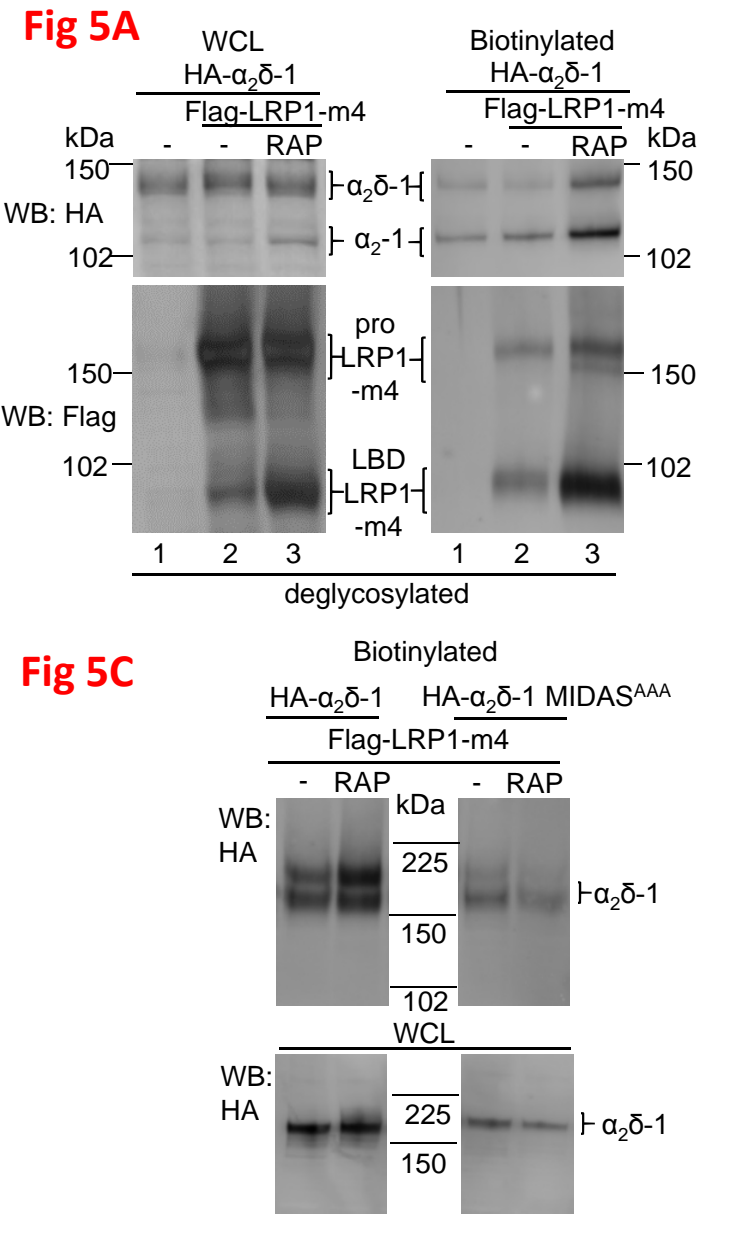 Fig 5A
WCL
HA-α₂δ-1
Flag-LRP1-m4
kDa - - RAP
Biotinylated
HA-α₂δ-1
Flag-LRP1-m4
- - RAP kDa
150 α₂δ-1 150
WB: HA
102 α₂-1 102
pro
LRP1
-m4
150 150
WB: Flag
102 102
LBD
LRP1
-m4
1 2 3 1 2 3
deglycosylated
Fig 5C
Biotinylated
HA-α₂δ-1 HA-α₂δ-1 MIDASᴬᴬᴬ
Flag-LRP1-m4
- RAP - RAP
WB:
HA
kDa
225
α₂δ-1
150
102
WCL
WB:
HA
225
α₂δ-1
150